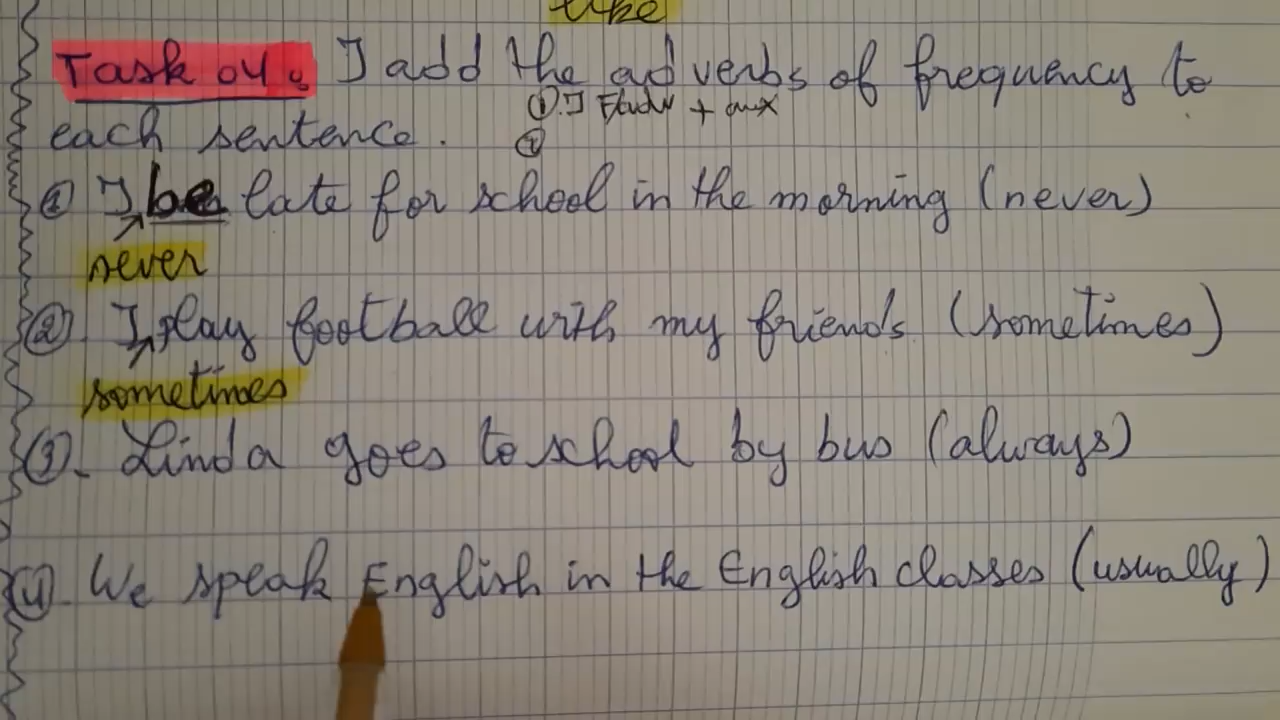 like
Task 04: I add the adverbs of frequency to
①.I + aux
each sentence. ②
① I be late for school in the morning (never)
never
② I play football with my friends (sometimes)
sometimes
③. Linda goes to school by bus (always)
④. We speak English in the English classes (usually)